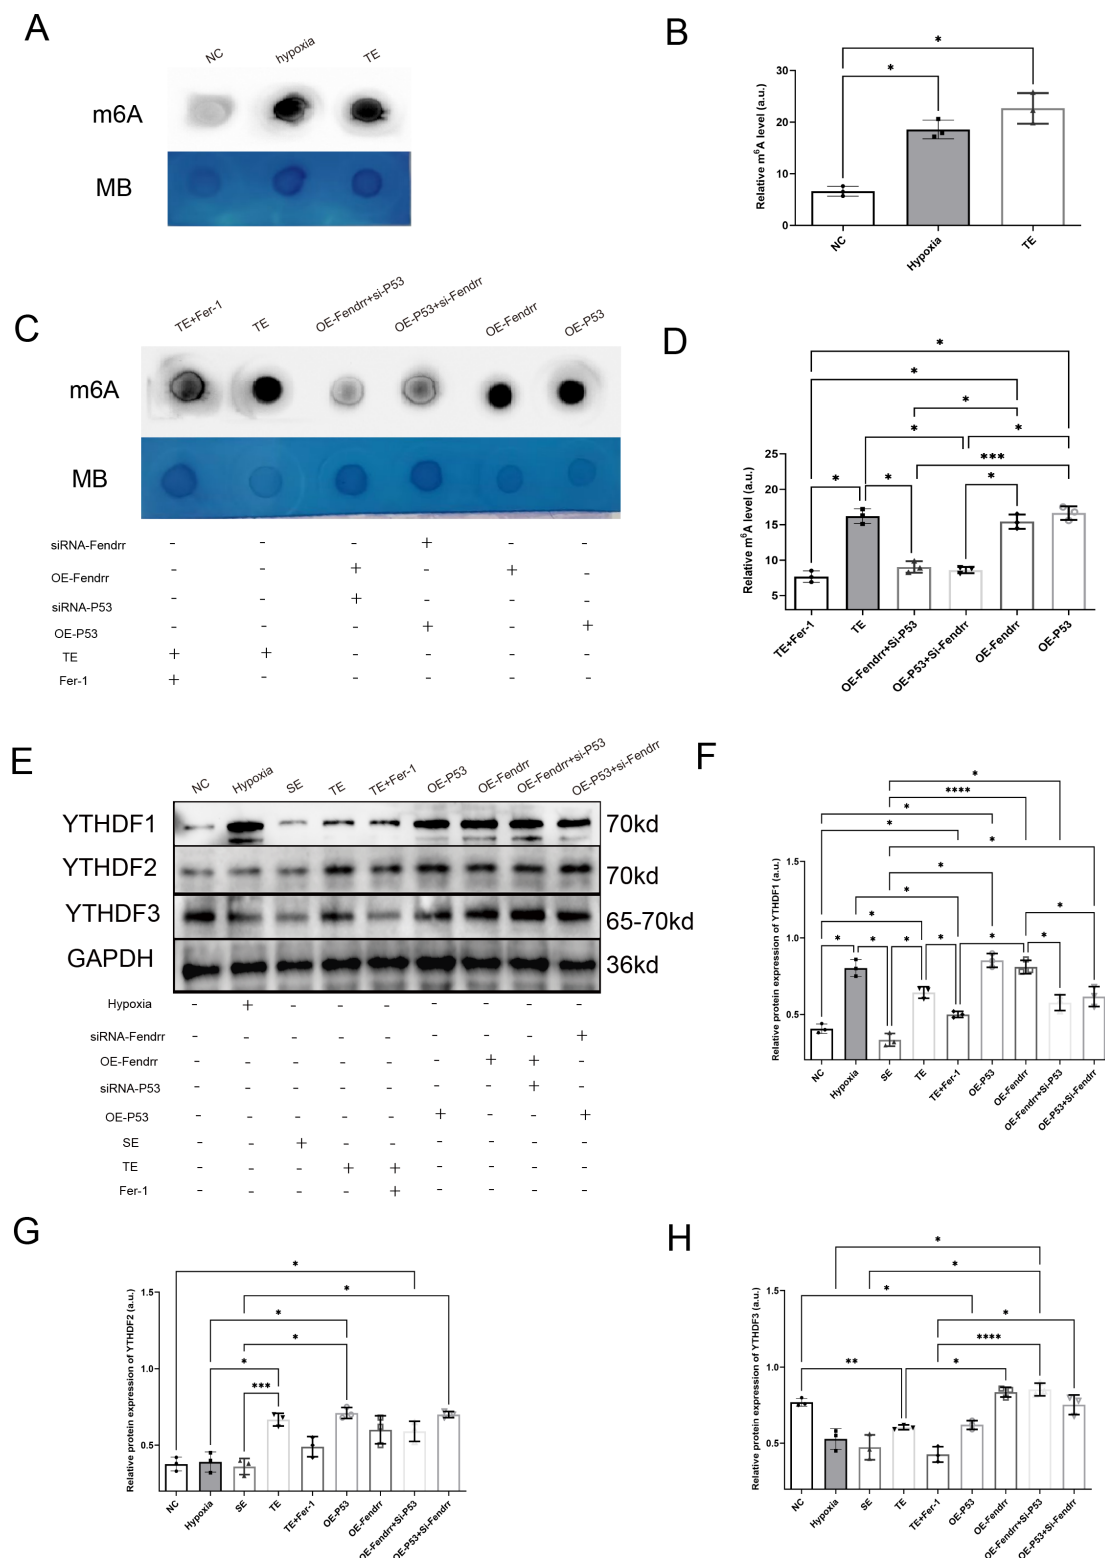 A
NC hypoxia TE
m6A
MB
B
* 
*
Relative m⁶A level (a.u.)
30
20
10
0
NC Hypoxia TE
C
TE+Fer-1 TE OE-Fendrr+si-P53 OE-P53+si-Fendrr OE-Fendrr OE-P53
m6A
MB
siRNA-Fendrr - - - + - -
OE-Fendrr - - + - + -
siRNA-P53 - - + - - -
OE-P53 - - - + - +
TE + + - - - -
Fer-1 + - - - - -
D
*
*
*
* *
***
* * *
Relative m⁶A level (a.u.)
25
20
15
10
5
TE+Fer-1 TE OE-Fendrr+Si-P53 OE-P53+Si-Fendrr OE-Fendrr OE-P53
E
NC Hypoxia SE TE TE+Fer-1 OE-P53 OE-Fendrr OE-Fendrr+si-P53 OE-P53+si-Fendrr
YTHDF1 70kd
YTHDF2 70kd
YTHDF3 65-70kd
GAPDH 36kd
Hypoxia - + - - - - - - -
siRNA-Fendrr - - - - - - - - +
OE-Fendrr - - - - - - + + -
siRNA-P53 - - - - - - - + -
OE-P53 - - - - - + - - +
SE - - + - - - - - -
TE - - - + + - - - -
Fer-1 - - - - + - - - -
F
*
****
*
*
*
*
*
* *
* * * * * *
Relative protein expression of YTHDF1 (a.u.)
1.5
1.0
0.5
NC Hypoxia SE TE TE+Fer-1 OE-P53 OE-Fendrr OE-Fendrr+Si-P53 OE-P53+Si-Fendrr
G
*
*
*
*
*
***
Relative protein expression of YTHDF2 (a.u.)
1.5
1.0
0.5
NC Hypoxia SE TE TE+Fer-1 OE-P53 OE-Fendrr OE-Fendrr+Si-P53 OE-P53+Si-Fendrr
H
*
*
*
*
****
** *
Relative protein expression of YTHDF3 (a.u.)
1.5
1.0
0.5
NC Hypoxia SE TE TE+Fer-1 OE-P53 OE-Fendrr OE-Fendrr+Si-P53 OE-P53+Si-Fendrr